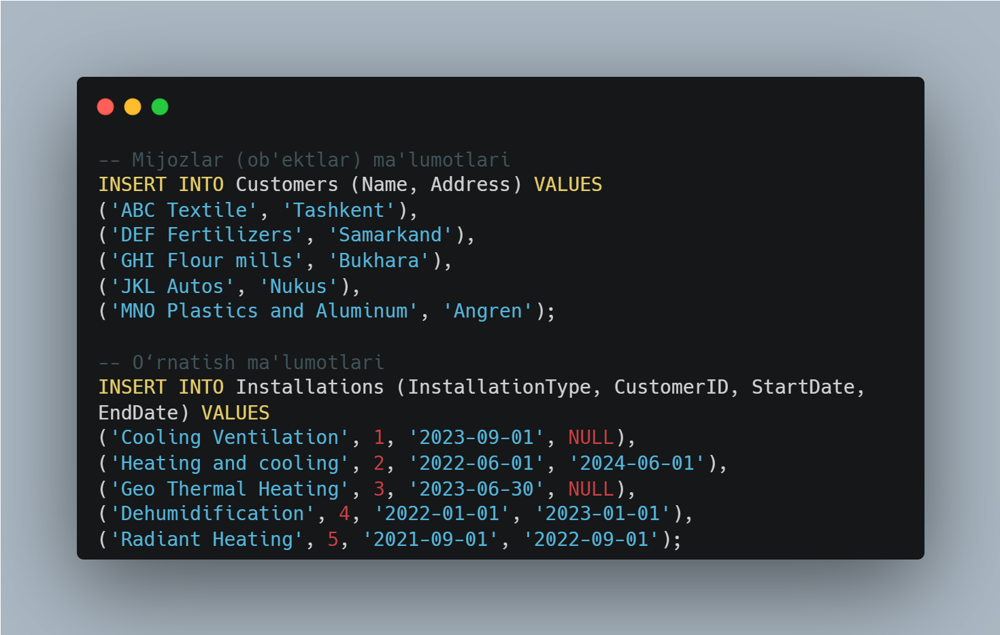 -- Mijozlar (ob'ektlar) ma'lumotlari
INSERT INTO Customers (Name, Address) VALUES
('ABC Textile', 'Tashkent'),
('DEF Fertilizers', 'Samarkand'),
('GHI Flour mills', 'Bukhara'),
('JKL Autos', 'Nukus'),
('MNO Plastics and Aluminum', 'Angren');
-- O‘rnatish ma'lumotlari
INSERT INTO Installations (InstallationType, CustomerID, StartDate,
EndDate) VALUES
('Cooling Ventilation', 1, '2023-09-01', NULL),
('Heating and cooling', 2, '2022-06-01', '2024-06-01'),
('Geo Thermal Heating', 3, '2023-06-30', NULL),
('Dehumidification', 4, '2022-01-01', '2023-01-01'),
('Radiant Heating', 5, '2021-09-01', '2022-09-01');